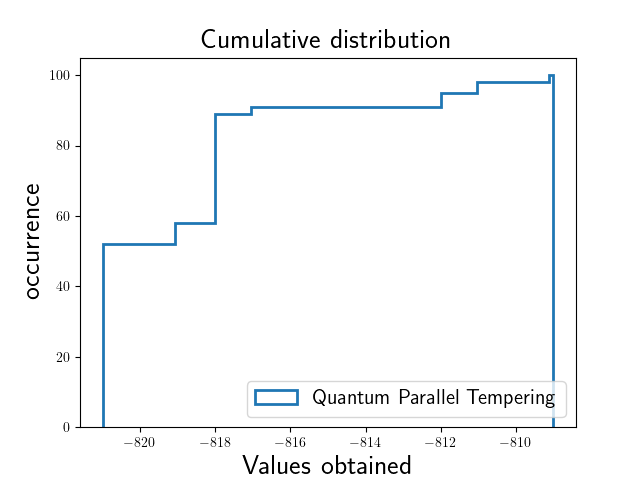 Cumulative distribution
100
80
60
40
20
0
occurrence
−820 −818 −816 −814 −812 −810
Values obtained
Quantum Parallel Tempering